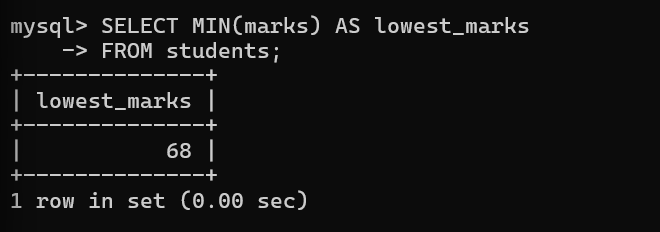 mysql> SELECT MIN(marks) AS lowest_marks
    -> FROM students;
+--------------+
| lowest_marks |
+--------------+
|           68 |
+--------------+
1 row in set (0.00 sec)